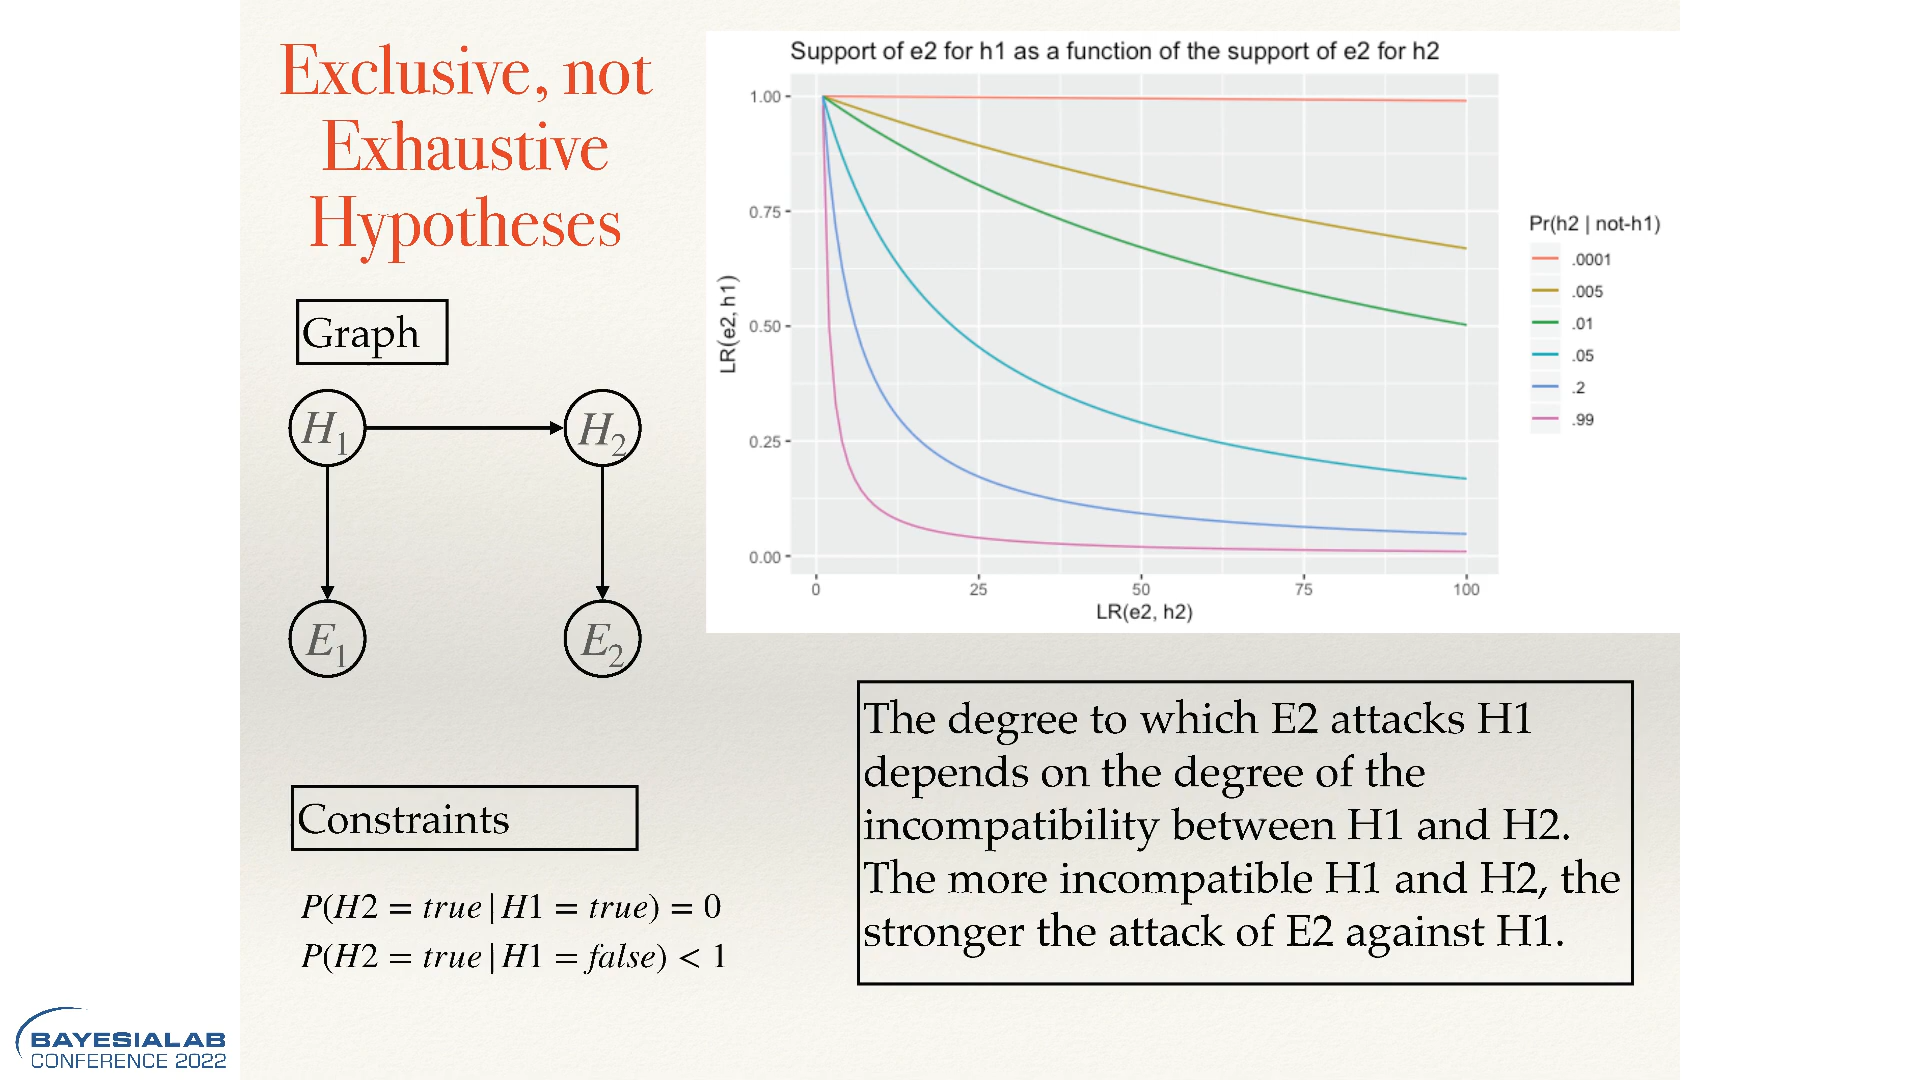 Exclusive, not
Exhaustive
Hypotheses
Graph
H1
H2
E1
E2
Constraints
P(H2 = true | H1 = true) = 0
P(H2 = true | H1 = false) < 1
Support of e2 for h1 as a function of the support of e2 for h2
LR(e2, h1)
1.00
0.75
0.50
0.25
0.00
0
25
50
75
100
LR(e2, h2)
Pr(h2 | not-h1)
.0001
.005
.01
.05
.2
.99
The degree to which E2 attacks H1
depends on the degree of the
incompatibility between H1 and H2.
The more incompatible H1 and H2, the
stronger the attack of E2 against H1.
BAYESIALAB
CONFERENCE 2022